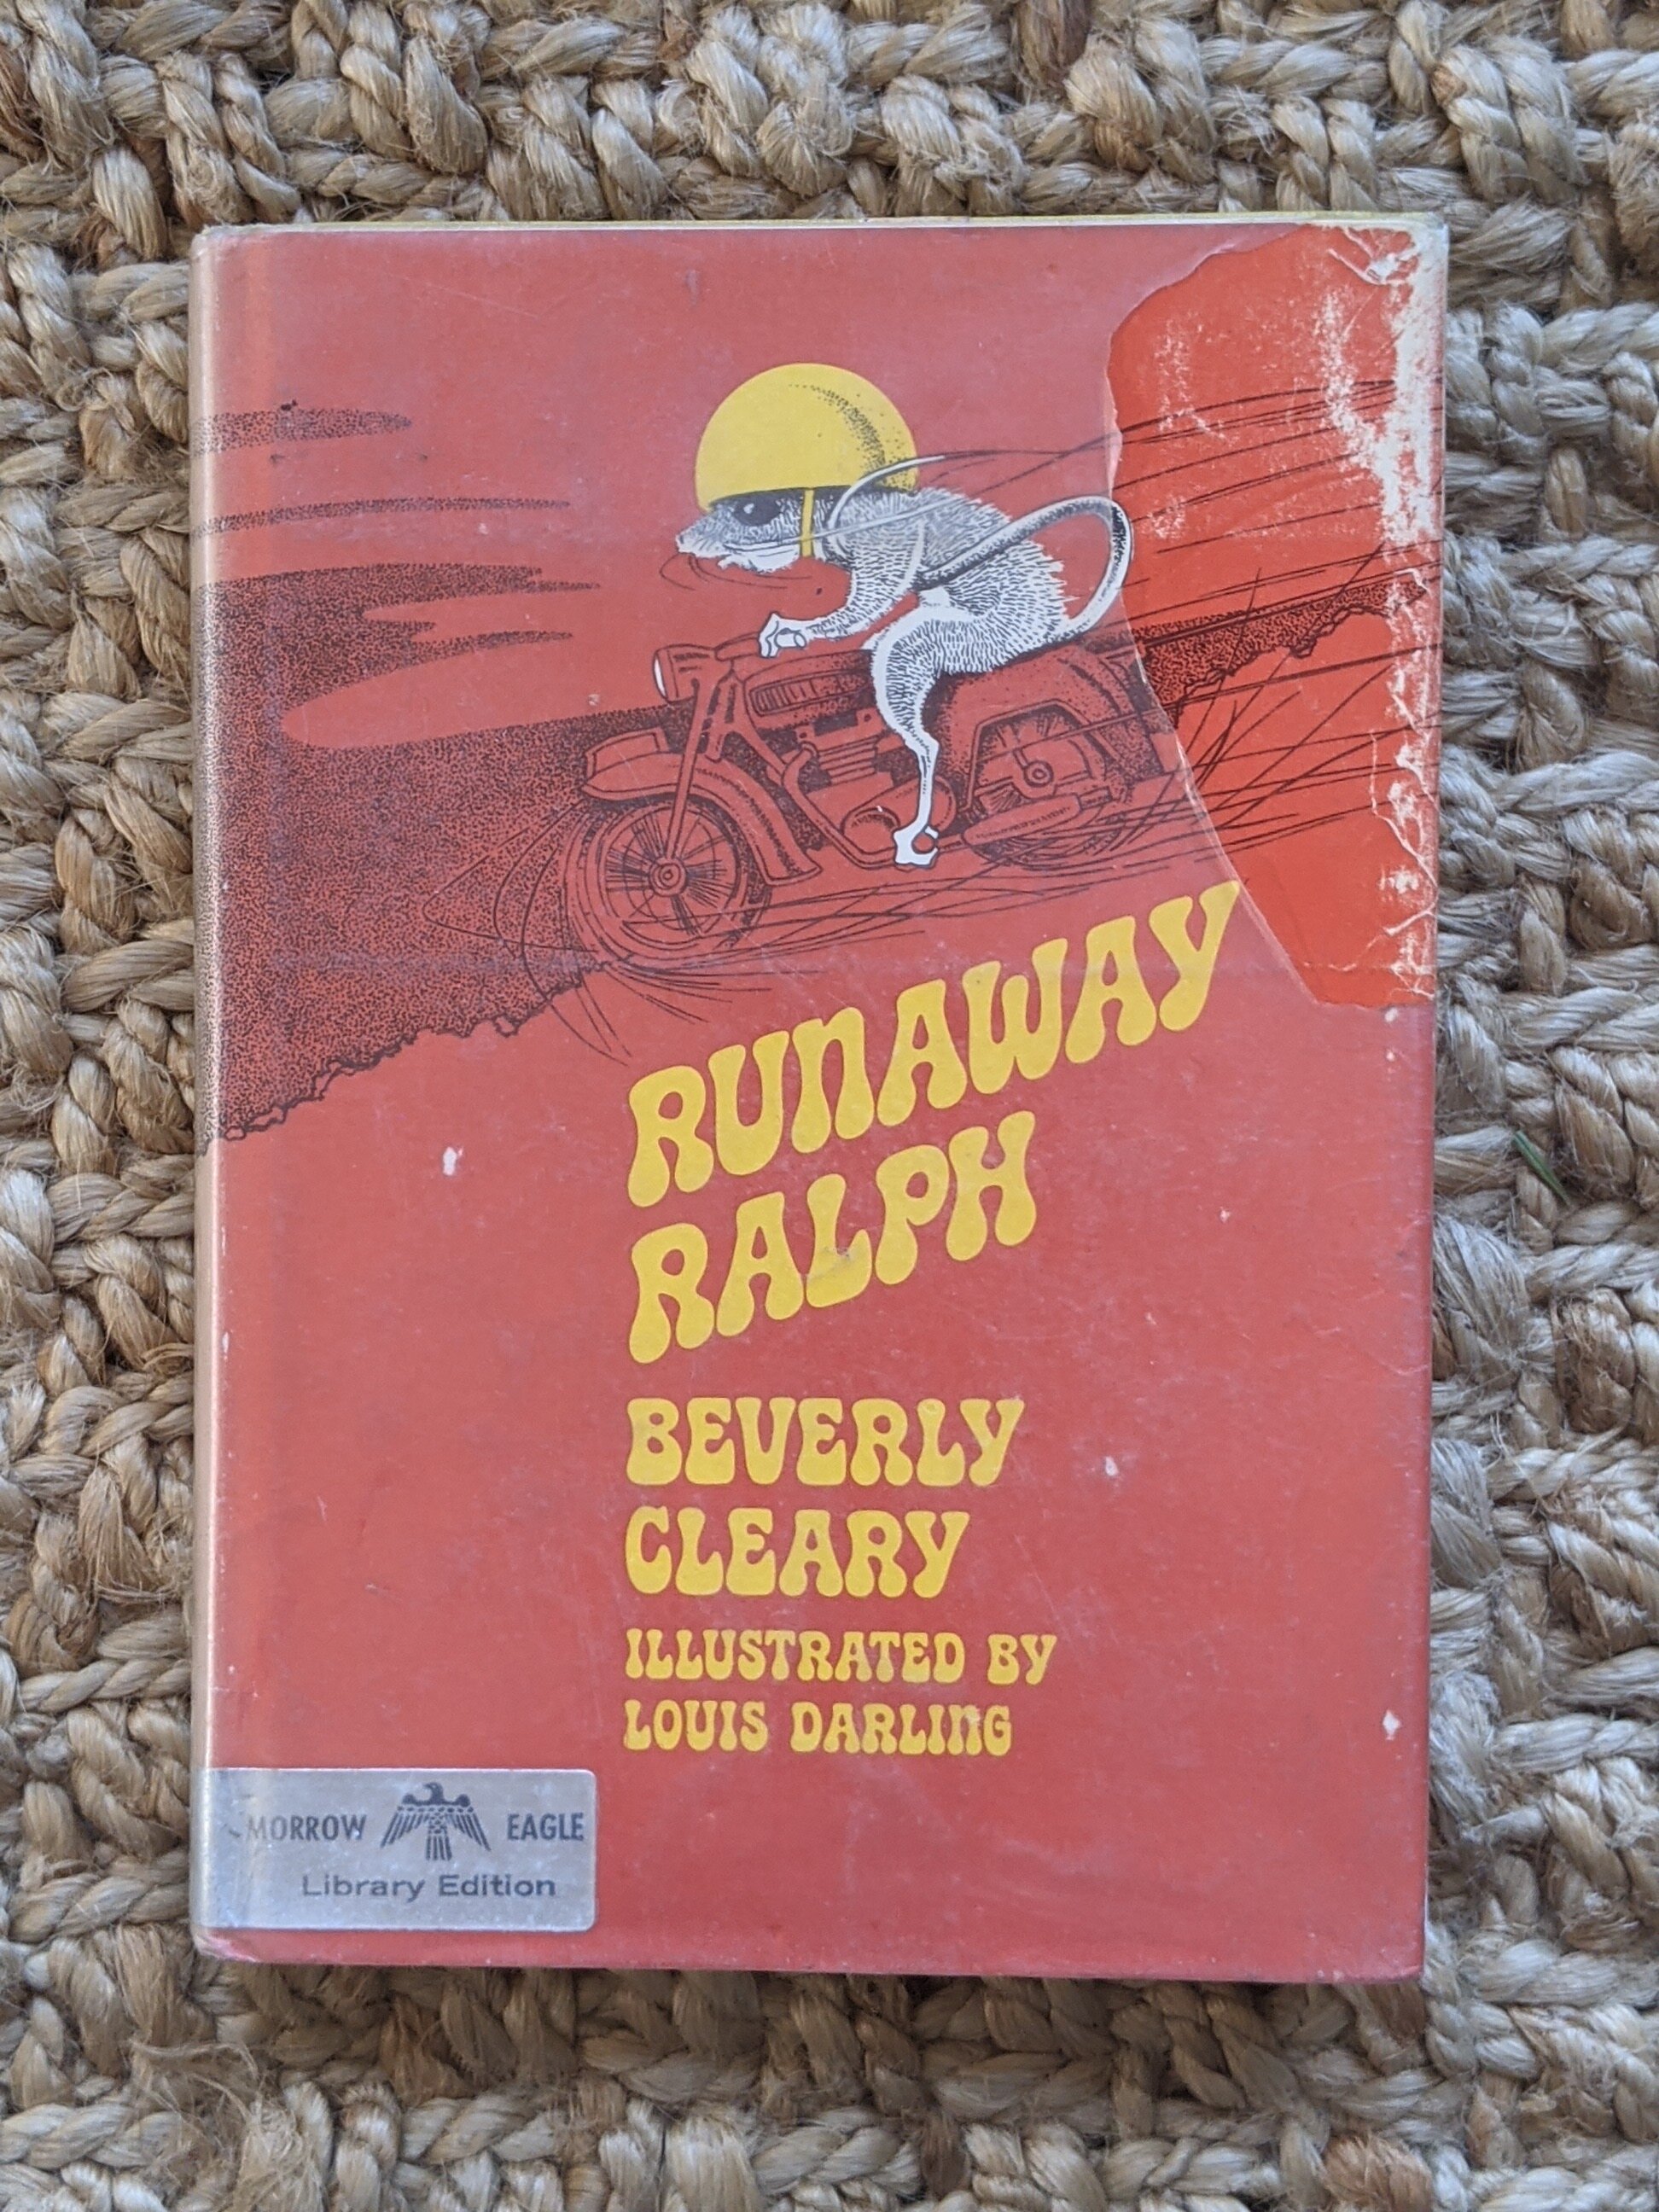 RUNAWAY
RALPH
BEVERLY
CLEARY
ILLUSTRATED BY
LOUIS DARLING
MORROW EAGLE
Library Edition